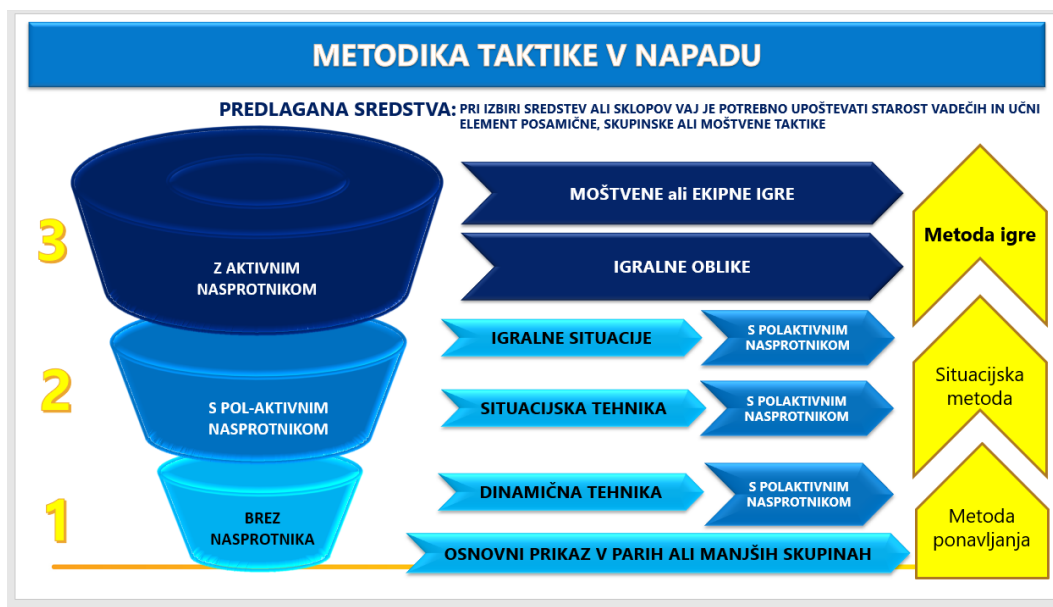 METODIKA TAKTIKE V NAPADU
PREDLAGANA SREDSTVA: PRI IZBIRI SREDSTEV ALI SKLOPOV VAJ JE POTREBNO UPOŠTEVATI STAROST VADEČIH IN UČNI
ELEMENT POSAMIČNE, SKUPINSKE ALI MOŠTVENE TAKTIKE
3
Z AKTIVNIM
NASPROTNIKOM
MOŠTVENE ali EKIPNE IGRE
IGRALNE OBLIKE
Metoda igre
2
S POL-AKTIVNIM
NASPROTNIKOM
IGRALNE SITUACIJE
S POLAKTIVNIM
NASPROTNIKOM
SITUACIJSKA TEHNIKA
S POLAKTIVNIM
NASPROTNIKOM
Situacijska
metoda
1
BREZ
NASPROTNIKA
DINAMIČNA TEHNIKA
S POLAKTIVNIM
NASPROTNIKOM
OSNOVNI PRIKAZ V PARIH ALI MANJŠIH SKUPINAH
Metoda
ponavljanja